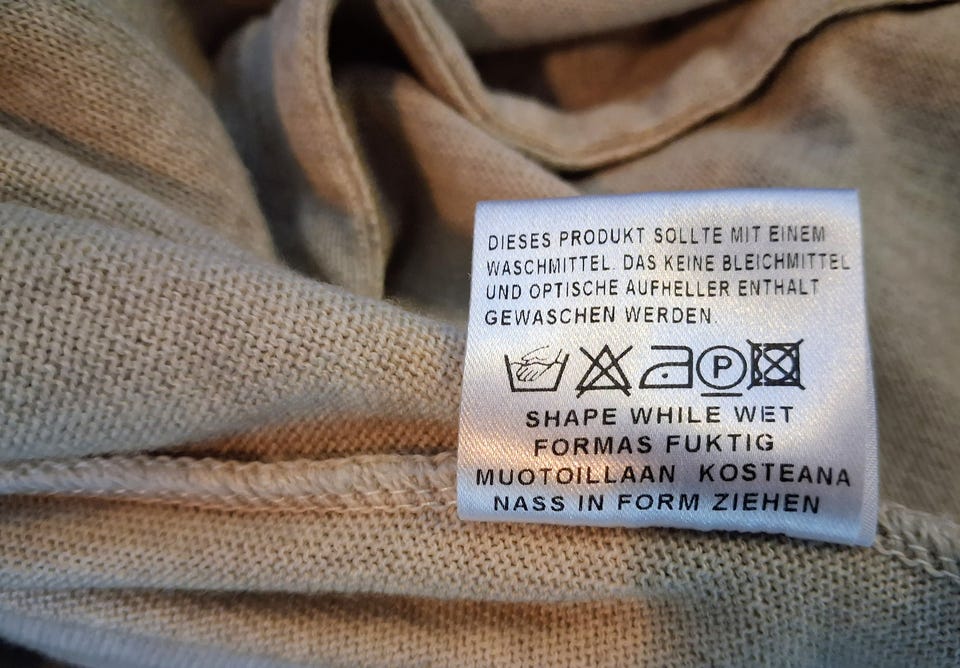 DIESES PRODUKT SOLLTE MIT EINEM
WASCHMITTEL. DAS KEINE BLEICHMITTEL
UND OPTISCHE AUFHELLER ENTHALT
GEWASCHEN WERDEN.
P
SHAPE WHILE WET
FORMAS FUKTIG
MUOTOILLAAN KOSTEANA
NASS IN FORM ZIEHEN